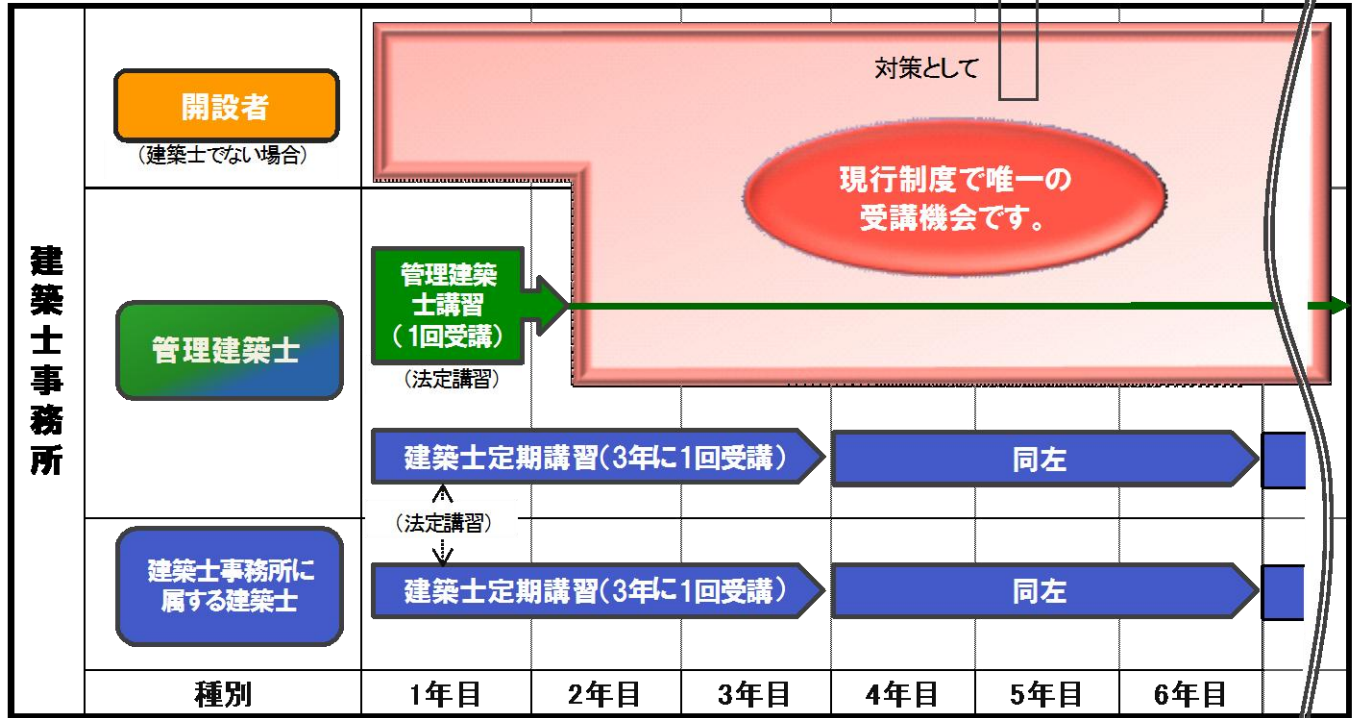 建築士事務所
開設者
(建築士でない場合)
対策として
現行制度で唯一の
受講機会です。
管理建築士
管理建築
士講習
(1回受講)
(法定講習)
建築士定期講習(3年に1回受講)
同左
(法定講習)
建築士事務所に
属する建築士
建築士定期講習(3年に1回受講)
同左
種別
1年目
2年目
3年目
4年目
5年目
6年目